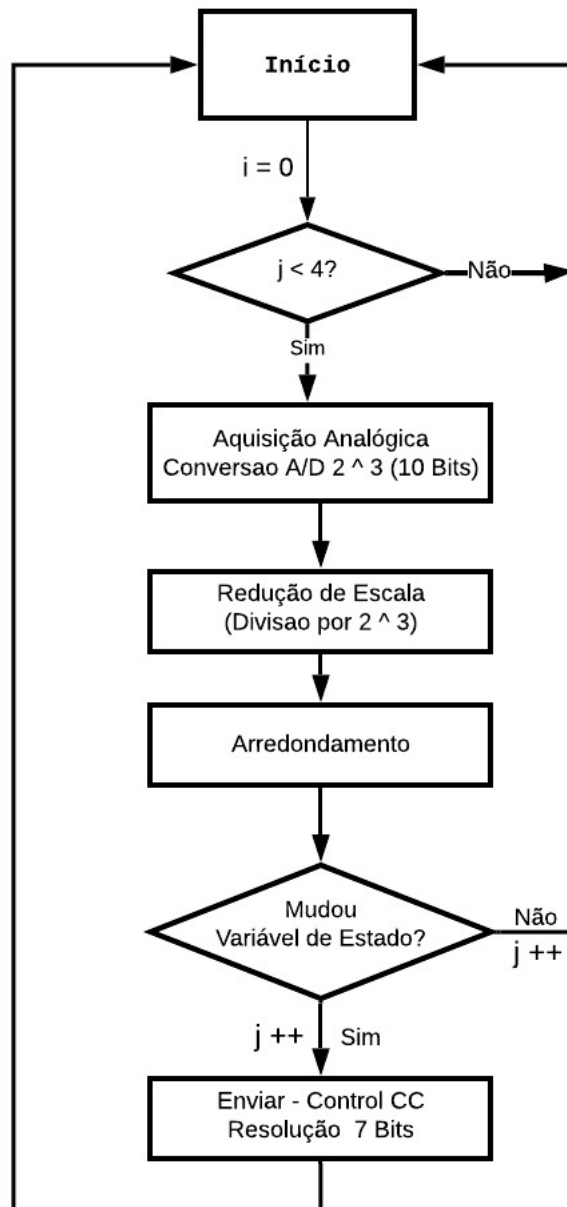 Início
i = 0
j < 4?
Não
Sim
Aquisição Analógica
Conversao A/D 2 ^ 3 (10 Bits)
Redução de Escala
(Divisao por 2 ^ 3)
Arredondamento
Mudou
Variável de Estado?
Não
j ++
j ++ Sim
Enviar - Control CC
Resolução 7 Bits